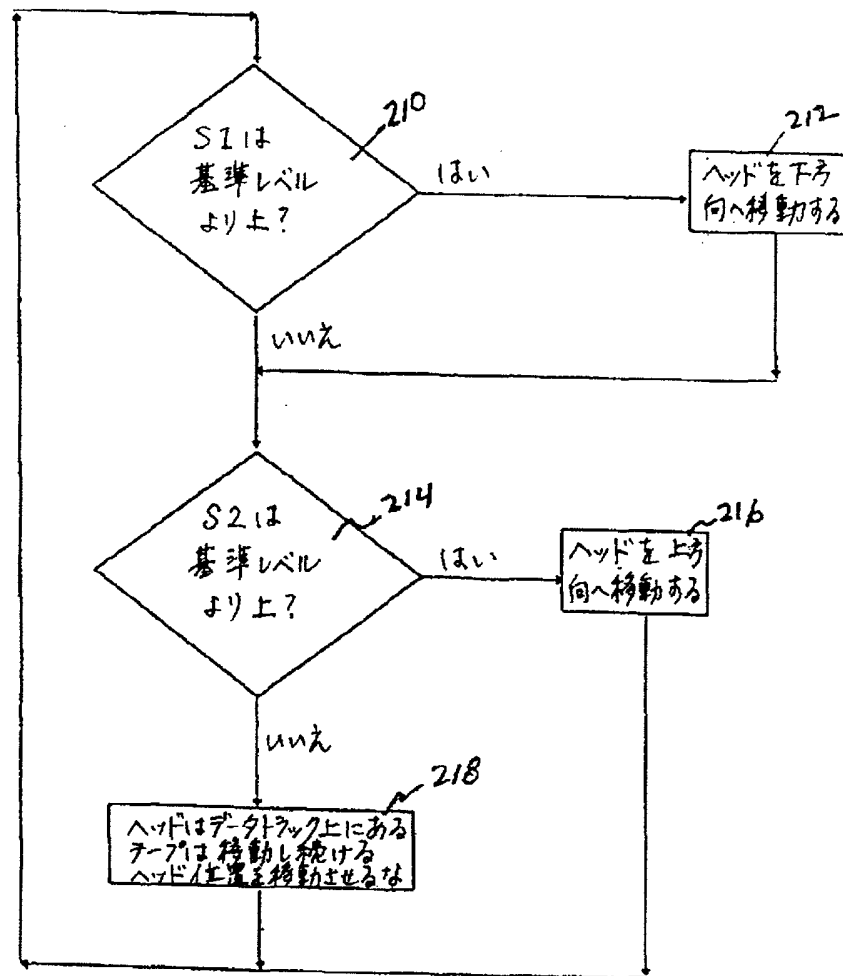 S1は
基準レベル
より上?
210
はい
212
ヘッドを下方
向へ移動する
いいえ
S2は
基準レベル
より上?
214
はい
216
ヘッドを上方
向へ移動する
いいえ
218
ヘッドはデータトラック上にある
テープは移動し続ける
ヘッド位置を移動させるな